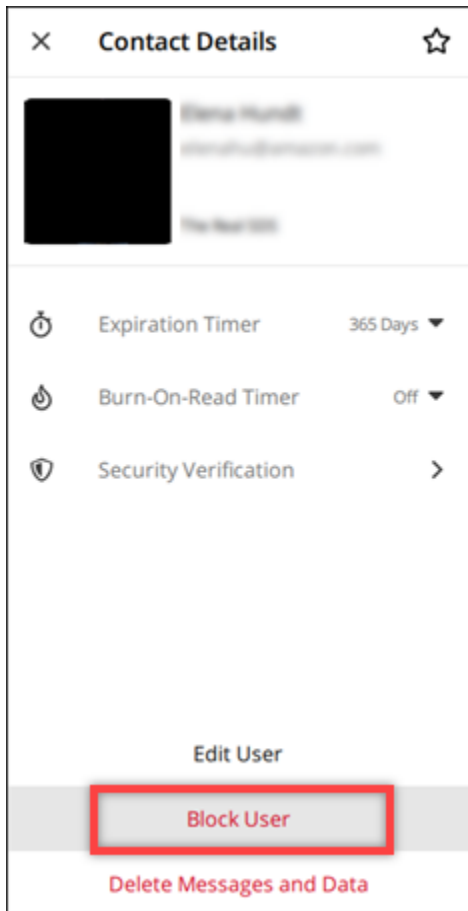 Contact Details
Expiration Timer 365 Days
Burn-On-Read Timer Off
Security Verification
Edit User
Block User
Delete Messages and Data